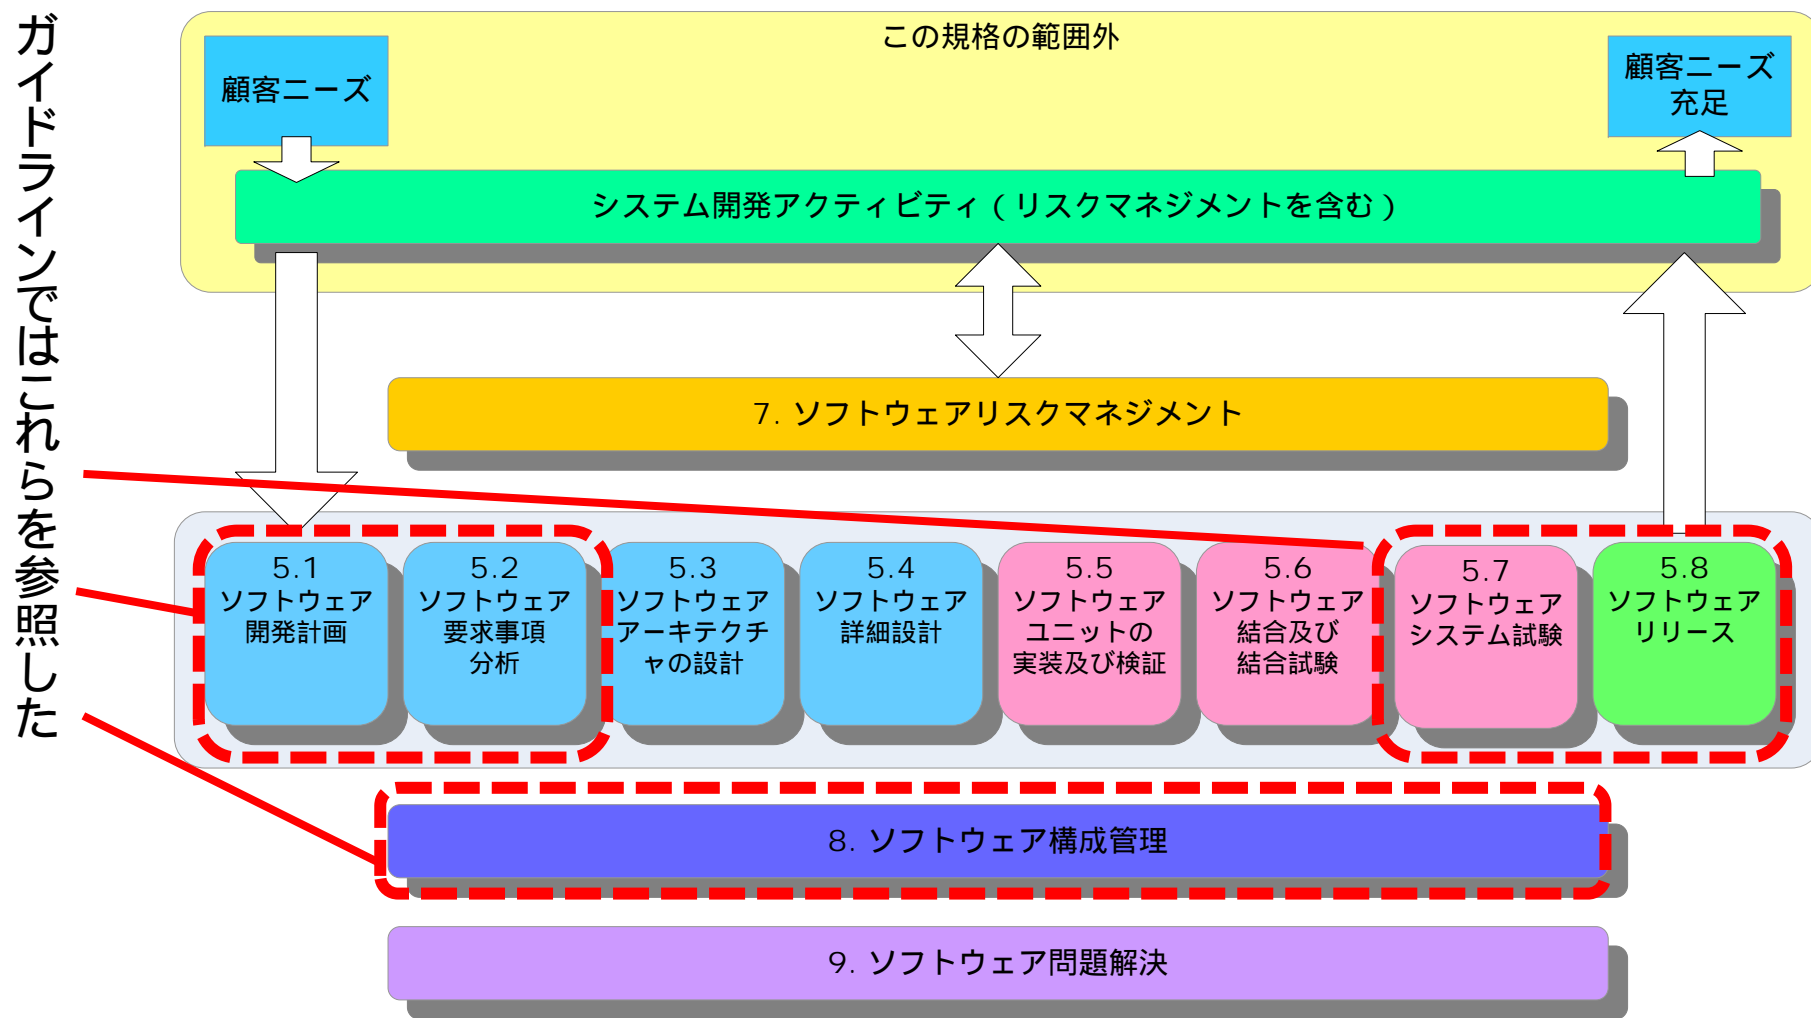 ガイドラインではこれらを参照した
この規格の範囲外
顧客ニーズ
顧客ニーズ
充足
システム開発アクティビティ(リスクマネジメントを含む)
7. ソフトウェアリスクマネジメント
5.1
ソフトウェア
開発計画
5.2
ソフトウェア
要求事項
分析
5.3
ソフトウェア
アーキテクチ
ャの設計
5.4
ソフトウェア
詳細設計
5.5
ソフトウェア
ユニットの
実装及び検証
5.6
ソフトウェア
結合及び
結合試験
5.7
ソフトウェア
システム試験
5.8
ソフトウェア
リリース
8. ソフトウェア構成管理
9. ソフトウェア問題解決